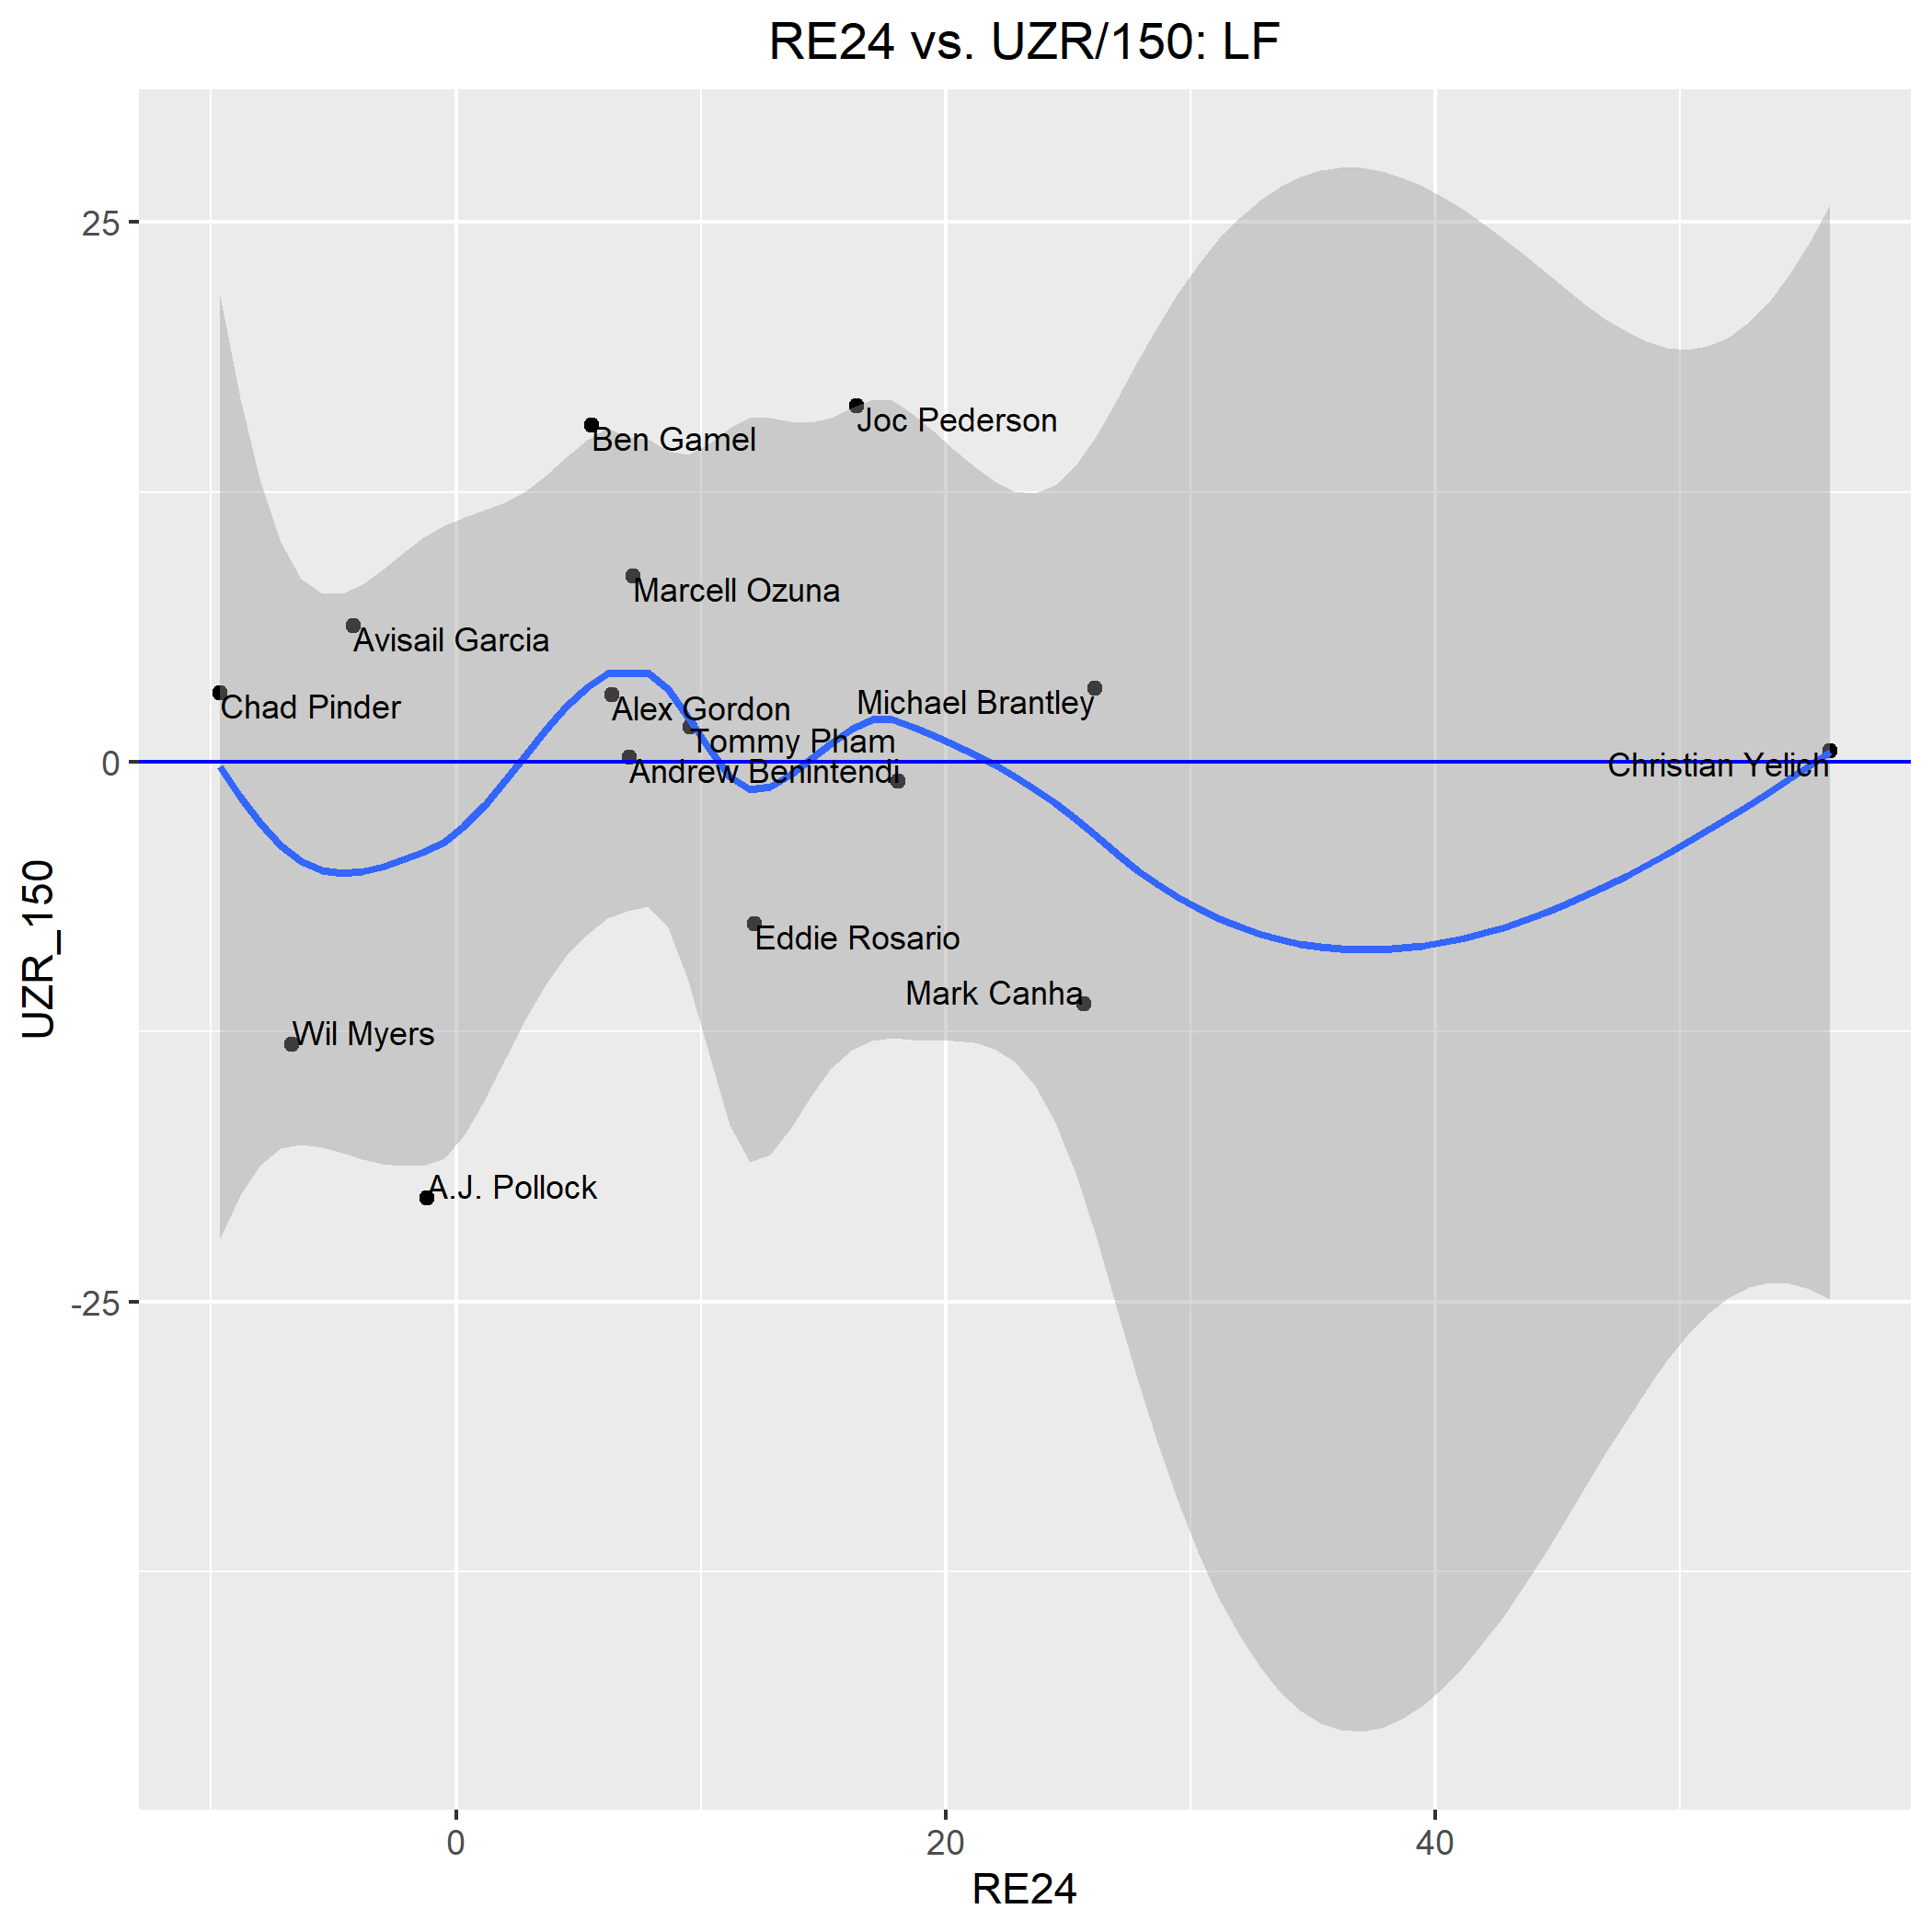 RE24 vs. UZR/150: LF
25
Joc Pederson
Ben Gamel
Marcell Ozuna
Avisail Garcia
Michael Brantley
Chad Pinder
Alex Gordon
Tommy Pham
0
Christian Yelich
Andrew Benintendi
UZR_150
Eddie Rosario
Mark Canha
Wil Myers
A.J. Pollock
-25
0
20
40
RE24